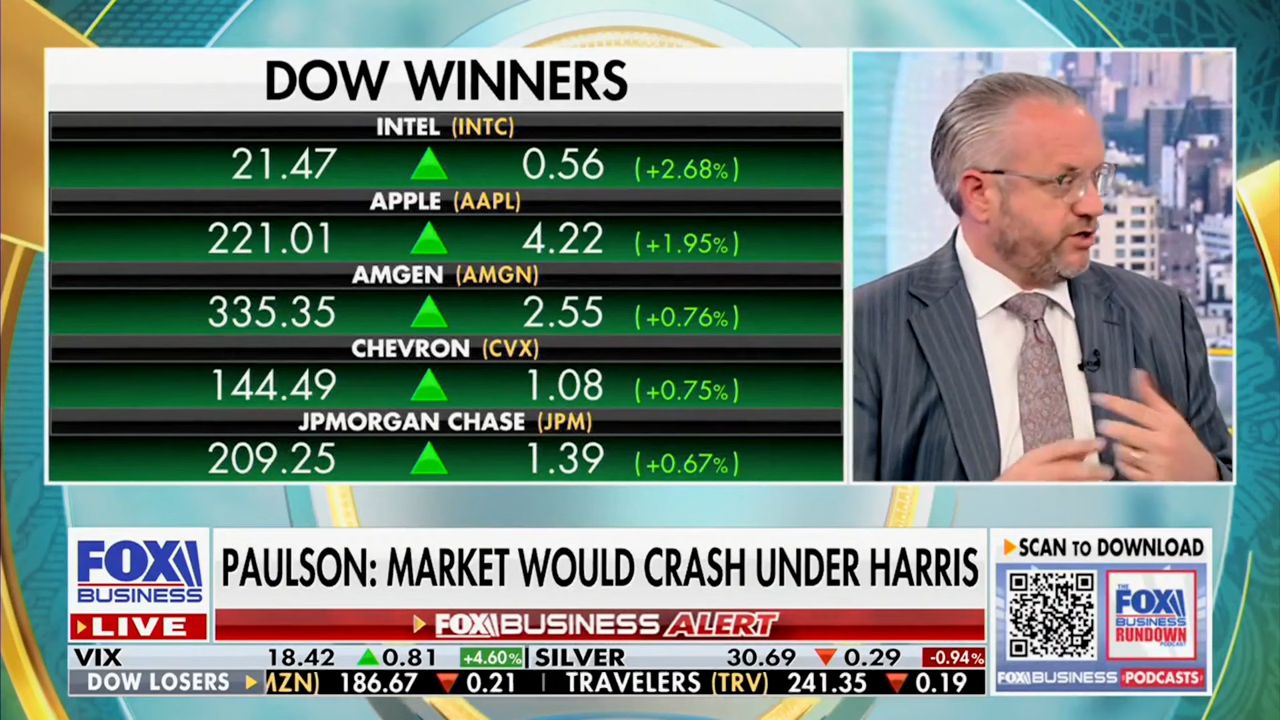 DOW WINNERS
INTEL (INTC)
21.47 ▲ 0.56 (+2.68%)
APPLE (AAPL)
221.01 ▲ 4.22 (+1.95%)
AMGEN (AMGN)
335.35 ▲ 2.55 (+0.76%)
CHEVRON (CVX)
144.49 ▲ 1.08 (+0.75%)
JPMORGAN CHASE (JPM)
209.25 ▲ 1.39 (+0.67%)
FOX BUSINESS
LIVE
PAULSON: MARKET WOULD CRASH UNDER HARRIS
FOX BUSINESS ALERT
SCAN TO DOWNLOAD
THE FOX BUSINESS RUNDOWN PODCAST
FOX BUSINESS PODCASTS
VIX 18.42 ▲ 0.81 +4.60% SILVER 30.69 ▼ 0.29 -0.94%
DOW LOSERS MZN) 186.67 ▼ 0.21 | TRAVELERS (TRV) 241.35 ▼ 0.19